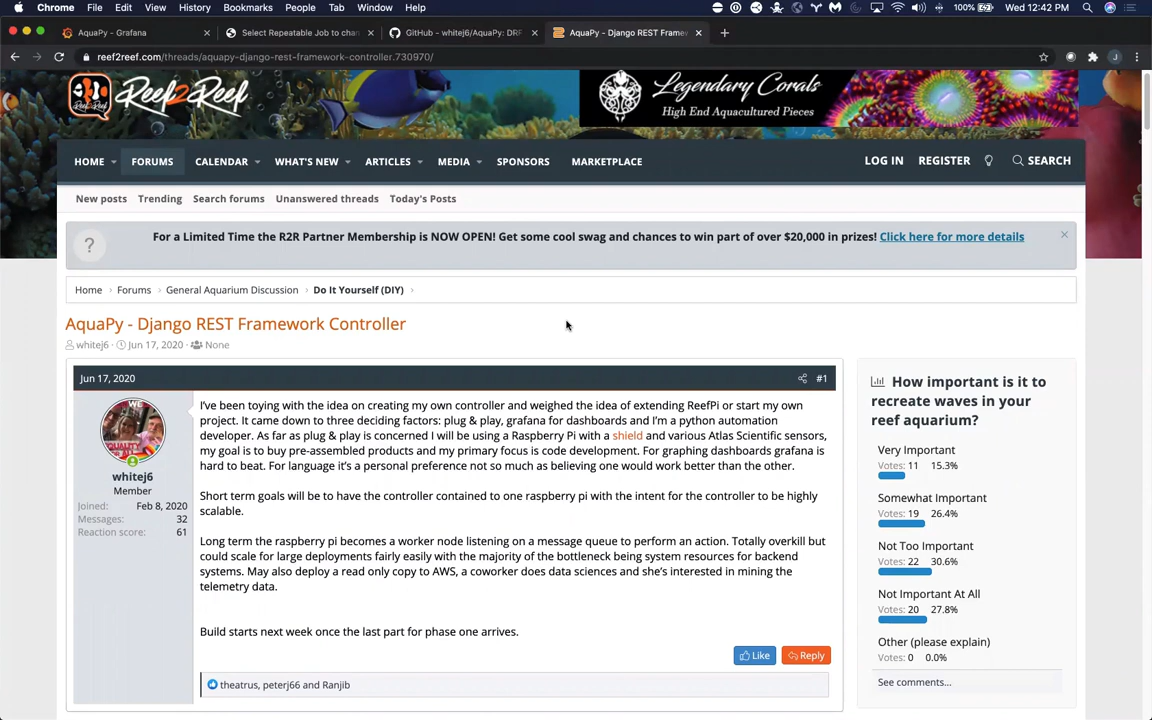 Chrome File Edit View History Bookmarks People Tab Window Help 100% Wed 12:42 PM
AquaPy - Grafana × Select Repeatable Job to chan × GitHub - whitej6/AquaPy: DRF × AquaPy - Django REST Framew × +
reef2reef.com/threads/aquapy-django-rest-framework-controller.730970/ J
Reef2Reef
Legendary Corals
High End Aquacultured Pieces
HOME FORUMS CALENDAR WHAT'S NEW ARTICLES MEDIA SPONSORS MARKETPLACE LOG IN REGISTER SEARCH
New posts Trending Search forums Unanswered threads Today's Posts
? For a Limited Time the R2R Partner Membership is NOW OPEN! Get some cool swag and chances to win part of over $20,000 in prizes! Click here for more details ×
Home › Forums › General Aquarium Discussion › Do It Yourself (DIY) ›
AquaPy - Django REST Framework Controller
whitej6 · Jun 17, 2020 · None
Jun 17, 2020 #1
whitej6
Member
Joined: Feb 8, 2020
Messages: 32
Reaction score: 61
I've been toying with the idea on creating my own controller and weighed the idea of extending ReefPi or start my own
project. It came down to three deciding factors: plug & play, grafana for dashboards and I'm a python automation
developer. As far as plug & play is concerned I will be using a Raspberry Pi with a shield and various Atlas Scientific sensors,
my goal is to buy pre-assembled products and my primary focus is code development. For graphing dashboards grafana is
hard to beat. For language it's a personal preference not so much as believing one would work better than the other.
Short term goals will be to have the controller contained to one raspberry pi with the intent for the controller to be highly
scalable.
Long term the raspberry pi becomes a worker node listening on a message queue to perform an action. Totally overkill but
could scale for large deployments fairly easily with the majority of the bottleneck being system resources for backend
systems. May also deploy a read only copy to AWS, a coworker does data sciences and she's interested in mining the
telemetry data.
Build starts next week once the last part for phase one arrives.
Like Reply
theatrus, peterj66 and Ranjib
How important is it to
recreate waves in your
reef aquarium?
Very Important
Votes: 11 15.3%
Somewhat Important
Votes: 19 26.4%
Not Too Important
Votes: 22 30.6%
Not Important At All
Votes: 20 27.8%
Other (please explain)
Votes: 0 0.0%
See comments...